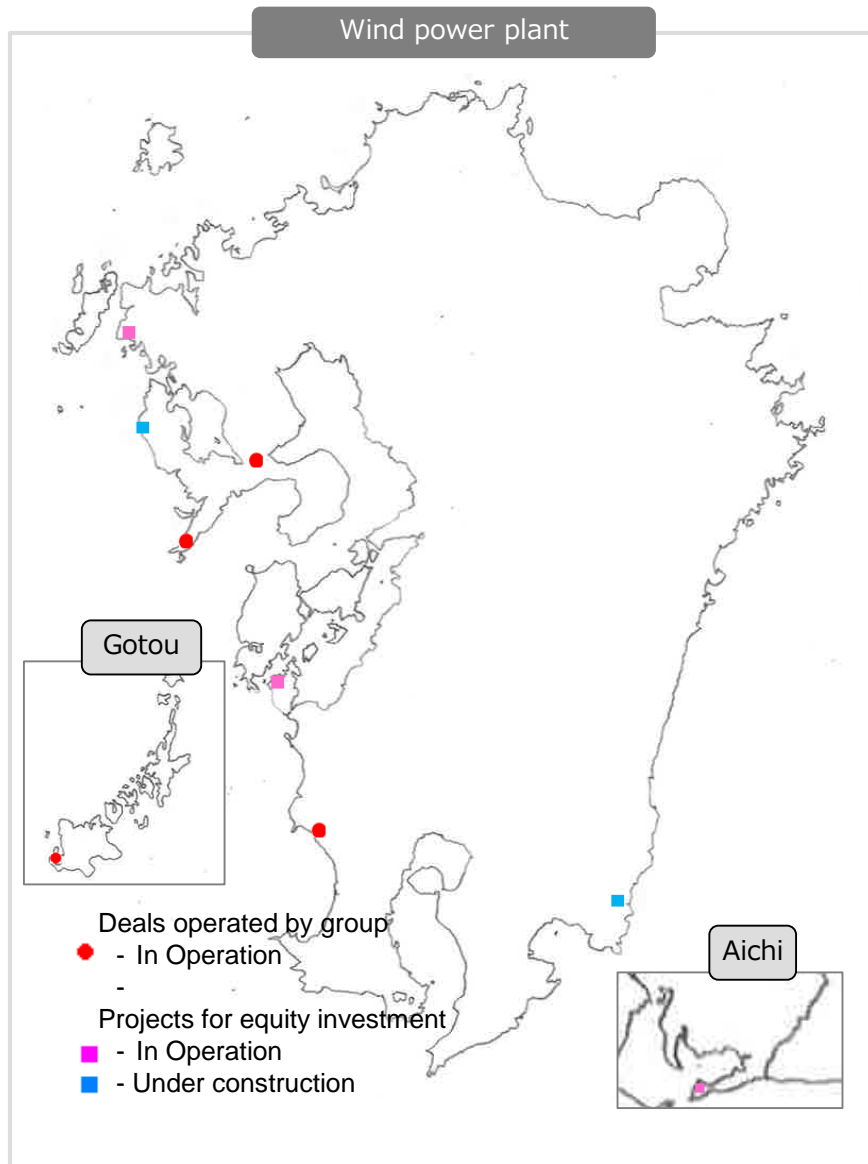 Wind power plant
Gotou
Deals operated by group
- In Operation
-
Aichi
Projects for equity investment
- In Operation
- Under construction